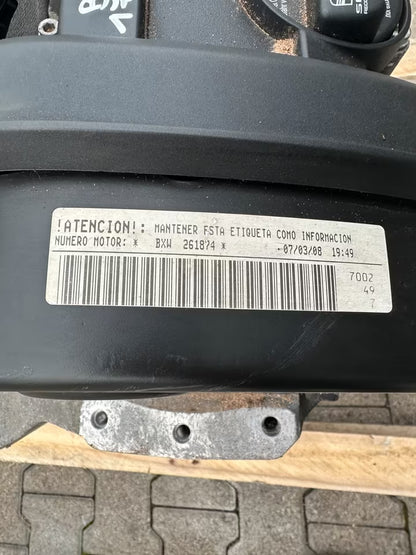 !ATENCION!: MANTENER FSTA ETIQUETA COMO INFORMACION
NUMERO MOTOR: * BXW 261874 * -07/03/08 19:49
7002
49
7